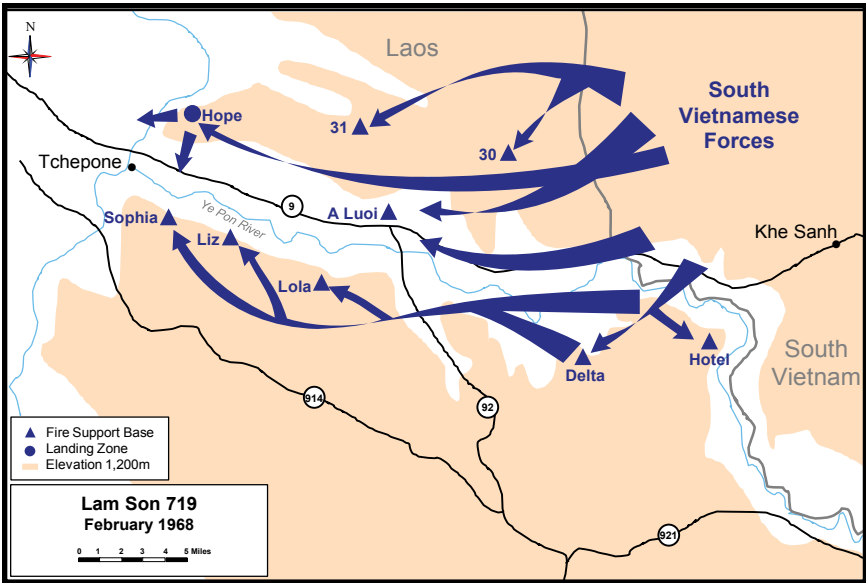 N
Laos
South
Vietnamese
Forces
Hope
31
30
Tchepone
9
A Luoi
Sophia
Ye Pon River
Liz
Khe Sanh
Lola
Hotel
South
Vietnam
Delta
914
92
Fire Support Base
Landing Zone
Elevation 1,200m
Lam Son 719
February 1968
0 1 2 3 4 5 Miles
921